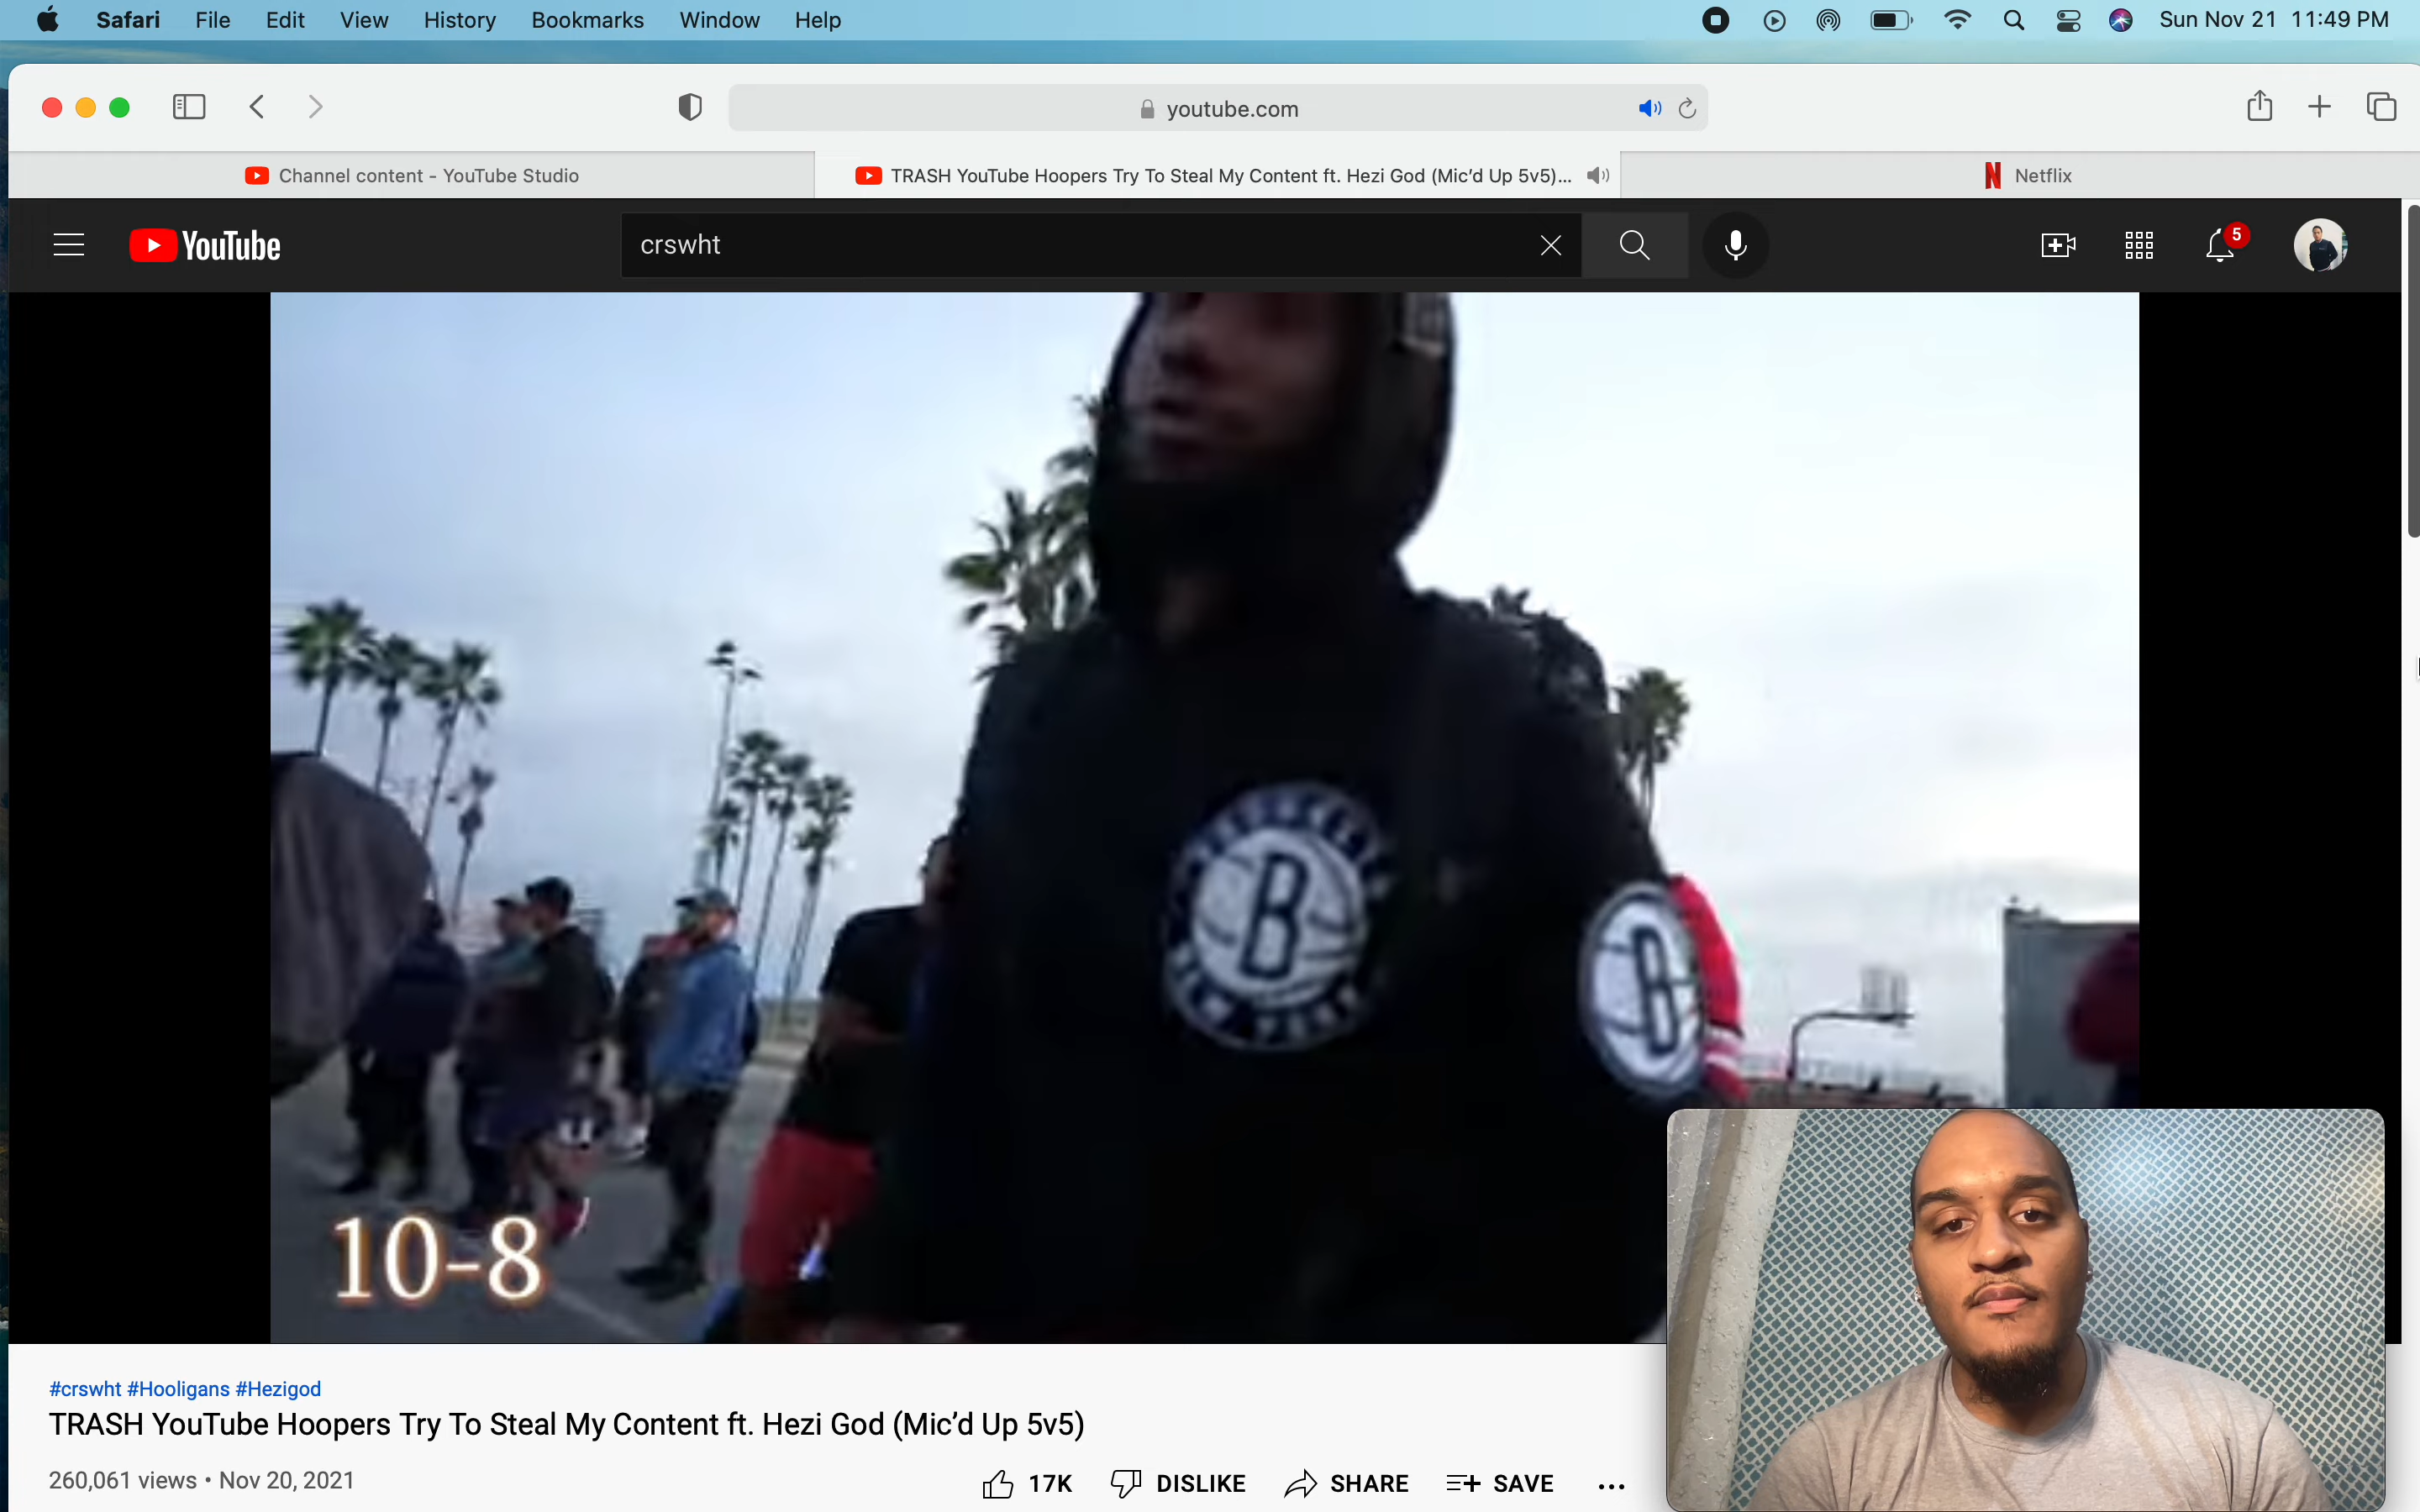 Safari File Edit View History Bookmarks Window Help Sun Nov 21 11:49 PM
youtube.com
Channel content - YouTube Studio
TRASH YouTube Hoopers Try To Steal My Content ft. Hezi God (Mic’d Up 5v5)...
N Netflix
YouTube
crswht
5
B
B
10-8
#crswht #Hooligans #Hezigod
TRASH YouTube Hoopers Try To Steal My Content ft. Hezi God (Mic’d Up 5v5)
260,061 views • Nov 20, 2021
17K DISLIKE SHARE SAVE ...